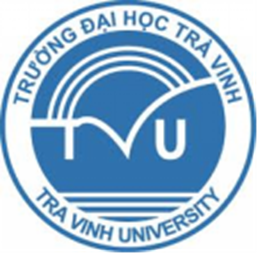 TRƯỜNG ĐẠI HỌC TRÀ VINH
TVU
TRA VINH UNIVERSITY